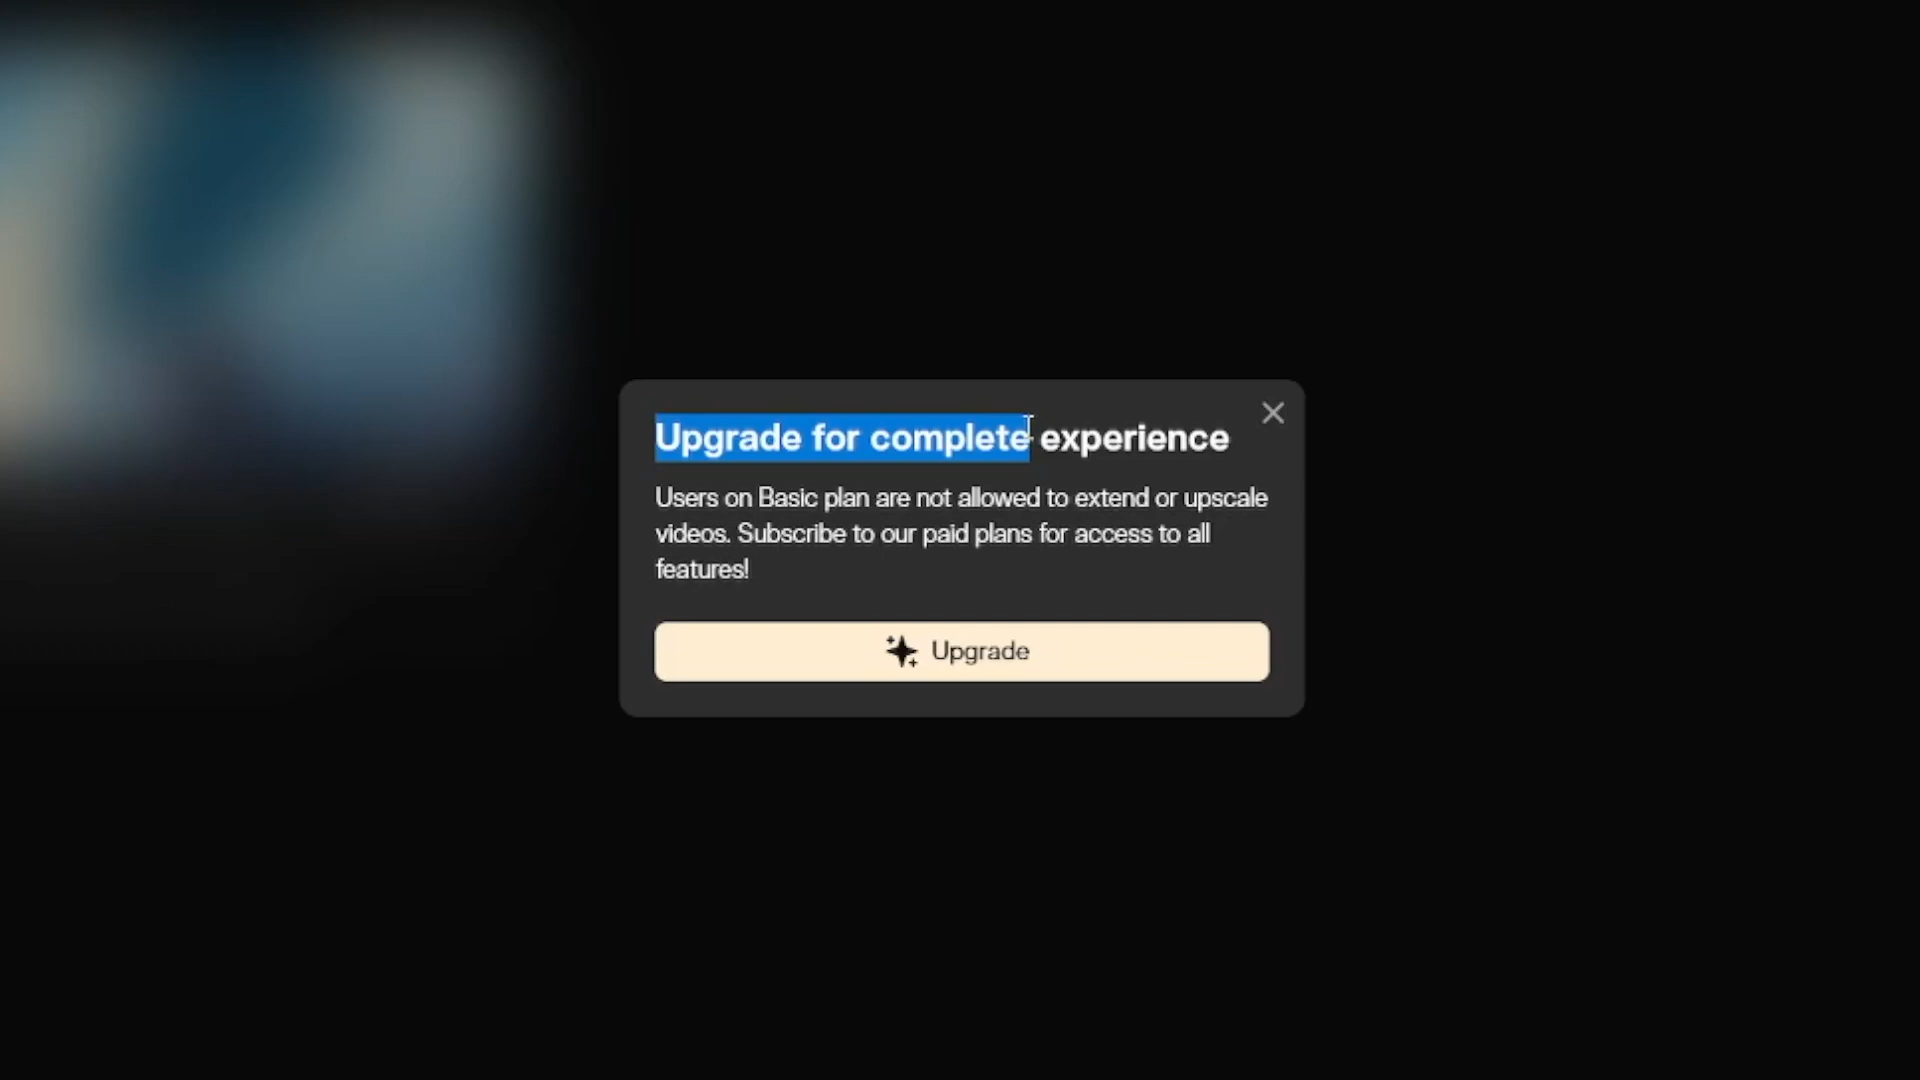 Upgrade for complete experience
Users on Basic plan are not allowed to extend or upscale
videos. Subscribe to our paid plans for access to all
features!
Upgrade